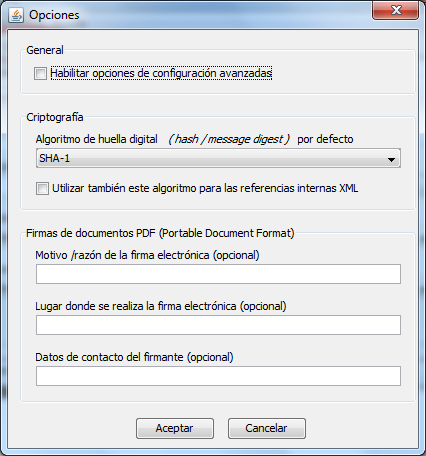 Opciones
General
Habilitar opciones de configuración avanzadas
Criptografía
Algoritmo de huella digital (hash / message digest) por defecto
SHA-1
Utilizar también este algoritmo para las referencias internas XML
Firmas de documentos PDF (Portable Document Format)
Motivo /razón de la firma electrónica (opcional)
Lugar donde se realiza la firma electrónica (opcional)
Datos de contacto del firmante (opcional)
Aceptar Cancelar